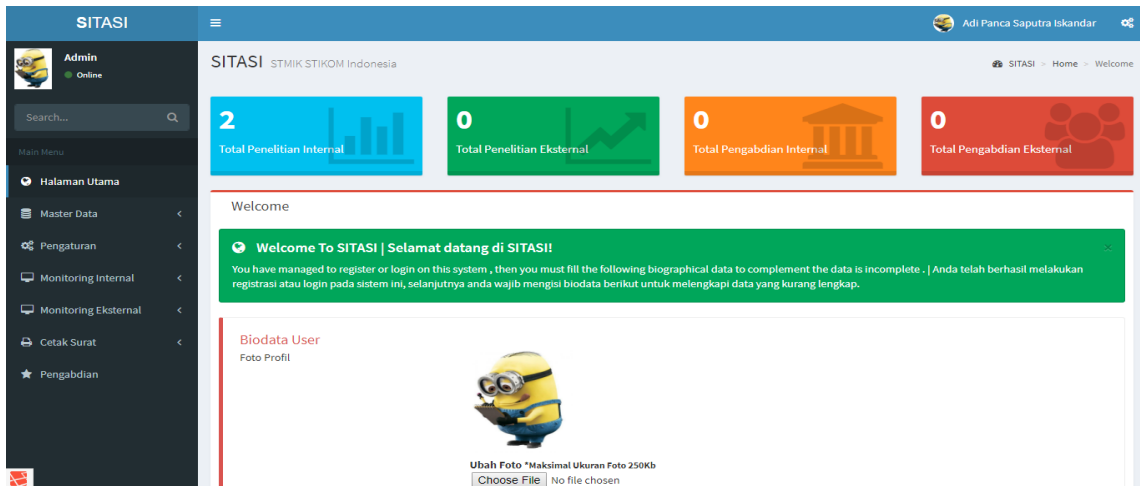 SITASI
Adi Panca Saputra Iskandar
Admin
Online
Search...
Main Menu
Halaman Utama
Master Data
Pengaturan
Monitoring Internal
Monitoring Eksternal
Cetak Surat
Pengabdian
SITASI STMIK STIKOM Indonesia
SITASI > Home > Welcome
2
Total Penelitian Internal
0
Total Penelitian Eksternal
0
Total Pengabdian Internal
0
Total Pengabdian Eksternal
Welcome
Welcome To SITASI | Selamat datang di SITASI!
×
You have managed to register or login on this system , then you must fill the following biographical data to complement the data is incomplete . | Anda telah berhasil melakukan
registrasi atau login pada sistem ini, selanjutnya anda wajib mengisi biodata berikut untuk melengkapi data yang kurang lengkap.
Biodata User
Foto Profil
Ubah Foto *Maksimal Ukuran Foto 250Kb
Choose File No file chosen